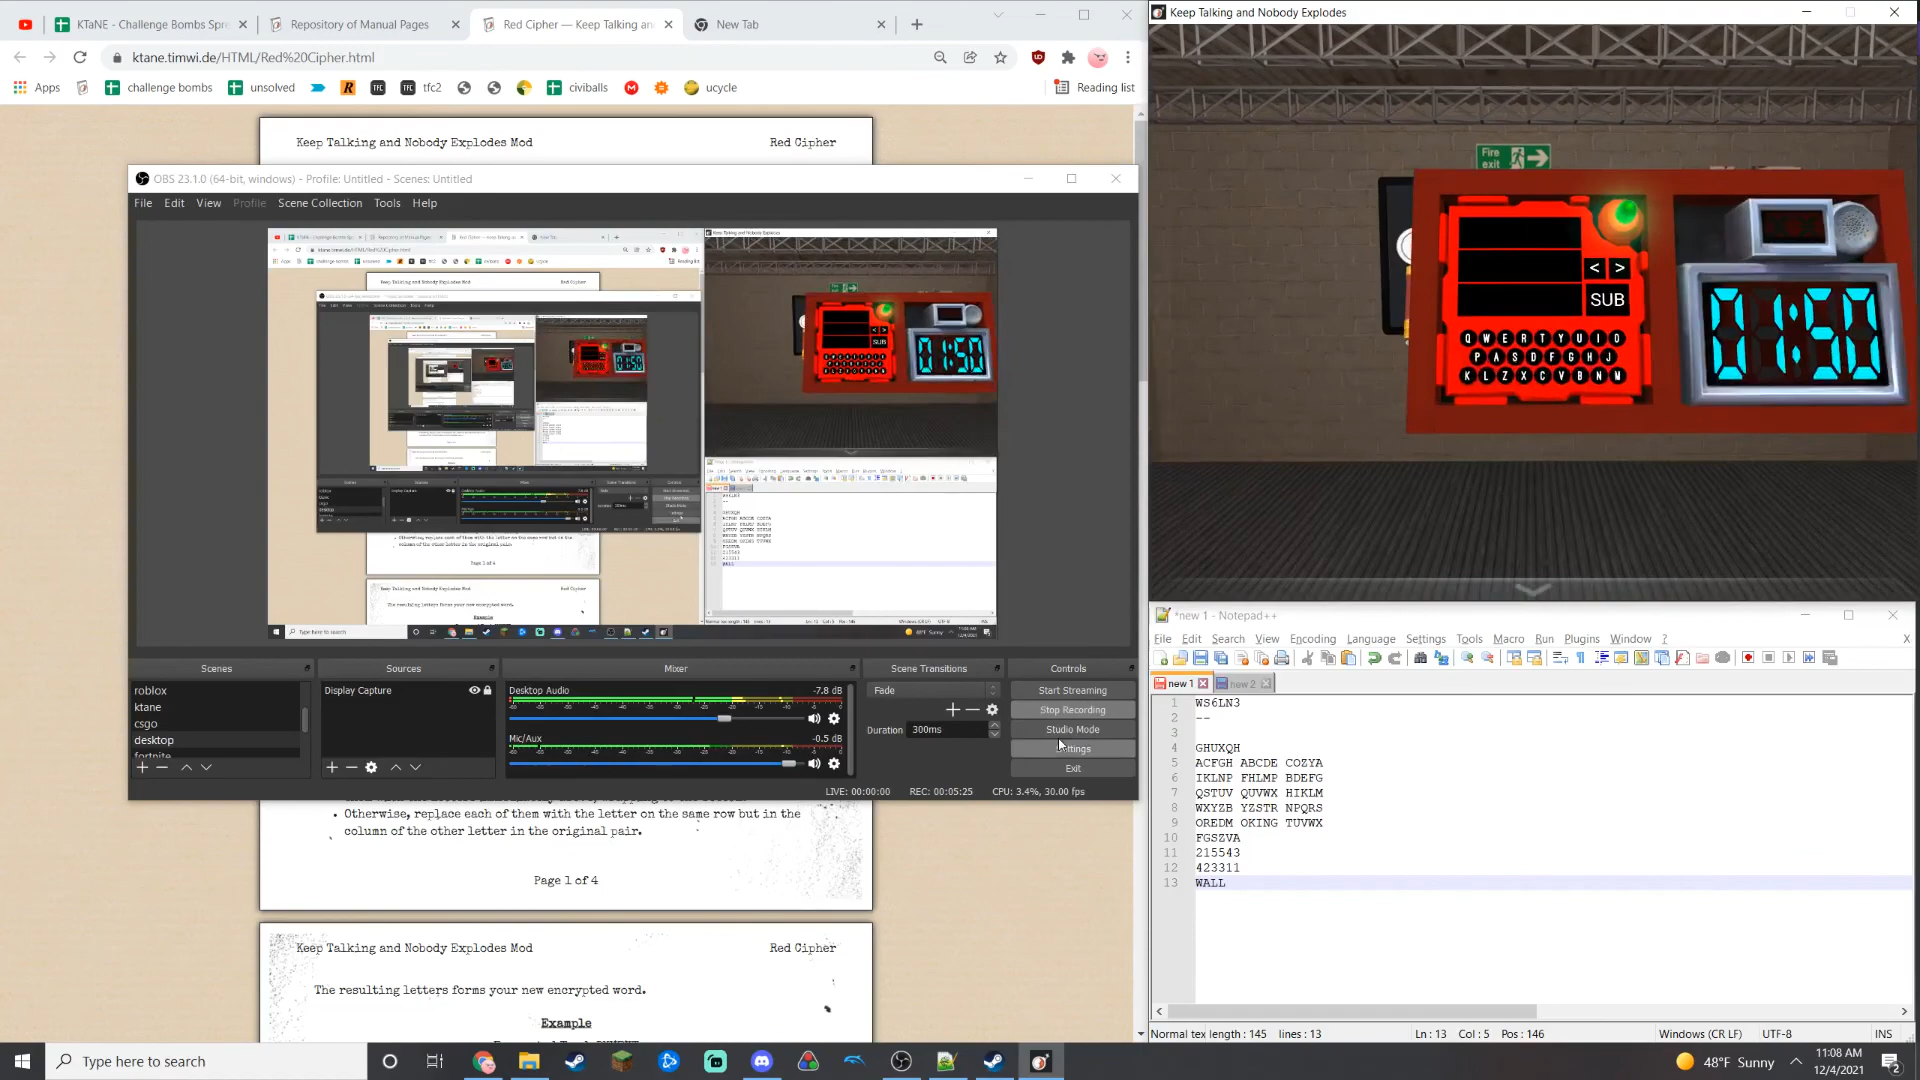 KTaNE - Challenge Bombs Spre
Repository of Manual Pages
Red Cipher — Keep Talking an
New Tab
ktane.timwi.de/HTML/Red%20Cipher.html
Apps
challenge bombs
unsolved
R
TFC
TFC
tfc2
civiballs
M
ucycle
Reading list
Keep Talking and Nobody Explodes Mod
Red Cipher
OBS 23.1.0 (64-bit, windows) - Profile: Untitled - Scenes: Untitled
File
Edit
View
Profile
Scene Collection
Tools
Help
Scenes
Sources
Mixer
Scene Transitions
Controls
roblox
ktane
csgo
desktop
fortnite
Display Capture
Desktop Audio
-7.8 dB
Mic/Aux
-0.5 dB
Fade
Duration
300ms
Start Streaming
Stop Recording
Studio Mode
Settings
Exit
LIVE: 00:00:00
REC: 00:05:25
CPU: 3.4%, 30.00 fps
• Otherwise, replace each of them with the letter on the same row but in the
column of the other letter in the original pair.
Page 1 of 4
Keep Talking and Nobody Explodes Mod
Red Cipher
The resulting letters forms your new encrypted word.
Example
Keep Talking and Nobody Explodes
Fire
exit
< >
SUB
Q W E R T Y U I O
P A S D F G H J
K L Z X C V B N M
01:50
*new 1 - Notepad++
File Edit Search View Encoding Language Settings Tools Macro Run Plugins Window ?
X
new 1
new 2
1 WS6LN3
2 --
3
4 GHUXQH
5 ACFGH ABCDE COZYA
6 IKLNP FHLMP BDEFG
7 QSTUV QUVWX HIKLM
8 WXYZB YZSTR NPQRS
9 OREDM OKING TUVWX
10 FGSZVA
11 215543
12 423311
13 WALL
Normal tex length : 145 lines : 13
Ln : 13 Col : 5 Pos : 146
Windows (CR LF)
UTF-8
INS
Type here to search
48°F Sunny
11:08 AM
12/4/2021
2